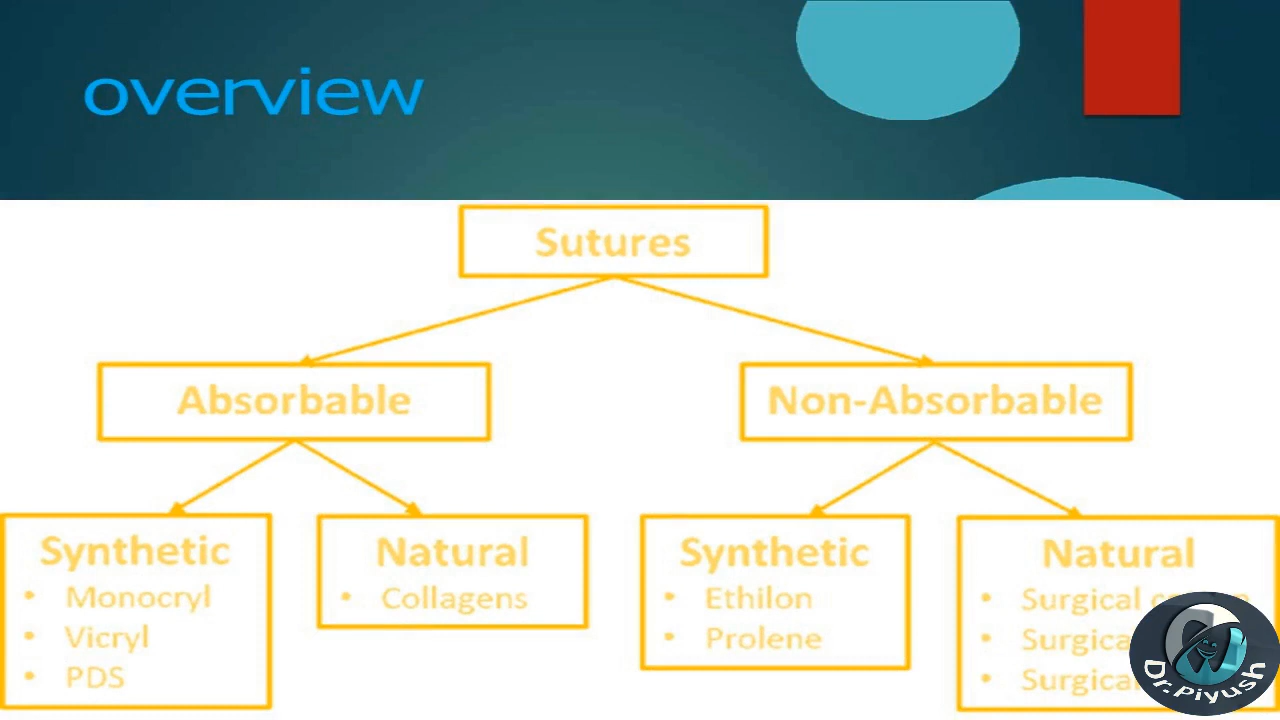 overview
Sutures
Absorbable
Non-Absorbable
Synthetic
• Monocryl
• Vicryl
• PDS
Natural
• Collagens
Synthetic
• Ethilon
• Prolene
Natural
• Surgical
• Surgical
• Surgical
Dr.Piyush